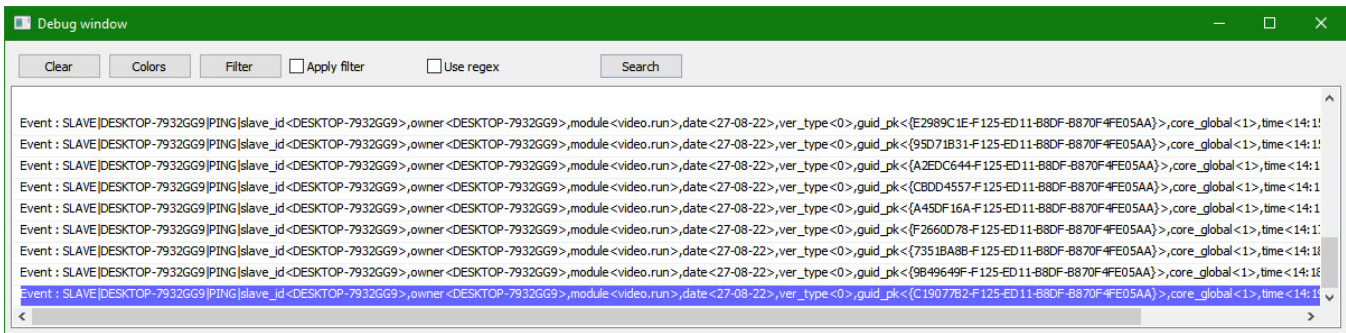 Debug window
Clear Colors Filter Apply filter Use regex Search
Event : SLAVE|DESKTOP-7932GG9|PING|slave_id<DESKTOP-7932GG9>,owner<DESKTOP-7932GG9>,module<video.run>,date<27-08-22>,ver_type<0>,guid_pk<{E2989C1E-F125-ED11-B8DF-B870F4FE05AA}>,core_global<1>,time<14:15
Event : SLAVE|DESKTOP-7932GG9|PING|slave_id<DESKTOP-7932GG9>,owner<DESKTOP-7932GG9>,module<video.run>,date<27-08-22>,ver_type<0>,guid_pk<{95D71B31-F125-ED11-B8DF-B870F4FE05AA}>,core_global<1>,time<14:15
Event : SLAVE|DESKTOP-7932GG9|PING|slave_id<DESKTOP-7932GG9>,owner<DESKTOP-7932GG9>,module<video.run>,date<27-08-22>,ver_type<0>,guid_pk<{A2EDC644-F125-ED11-B8DF-B870F4FE05AA}>,core_global<1>,time<14:1
Event : SLAVE|DESKTOP-7932GG9|PING|slave_id<DESKTOP-7932GG9>,owner<DESKTOP-7932GG9>,module<video.run>,date<27-08-22>,ver_type<0>,guid_pk<{CBDD4557-F125-ED11-B8DF-B870F4FE05AA}>,core_global<1>,time<14:1
Event : SLAVE|DESKTOP-7932GG9|PING|slave_id<DESKTOP-7932GG9>,owner<DESKTOP-7932GG9>,module<video.run>,date<27-08-22>,ver_type<0>,guid_pk<{A45DF16A-F125-ED11-B8DF-B870F4FE05AA}>,core_global<1>,time<14:1
Event : SLAVE|DESKTOP-7932GG9|PING|slave_id<DESKTOP-7932GG9>,owner<DESKTOP-7932GG9>,module<video.run>,date<27-08-22>,ver_type<0>,guid_pk<{F2660D78-F125-ED11-B8DF-B870F4FE05AA}>,core_global<1>,time<14:17
Event : SLAVE|DESKTOP-7932GG9|PING|slave_id<DESKTOP-7932GG9>,owner<DESKTOP-7932GG9>,module<video.run>,date<27-08-22>,ver_type<0>,guid_pk<{7351BA8B-F125-ED11-B8DF-B870F4FE05AA}>,core_global<1>,time<14:18
Event : SLAVE|DESKTOP-7932GG9|PING|slave_id<DESKTOP-7932GG9>,owner<DESKTOP-7932GG9>,module<video.run>,date<27-08-22>,ver_type<0>,guid_pk<{9B49649F-F125-ED11-B8DF-B870F4FE05AA}>,core_global<1>,time<14:18
Event : SLAVE|DESKTOP-7932GG9|PING|slave_id<DESKTOP-7932GG9>,owner<DESKTOP-7932GG9>,module<video.run>,date<27-08-22>,ver_type<0>,guid_pk<{C19077B2-F125-ED11-B8DF-B870F4FE05AA}>,core_global<1>,time<14:19